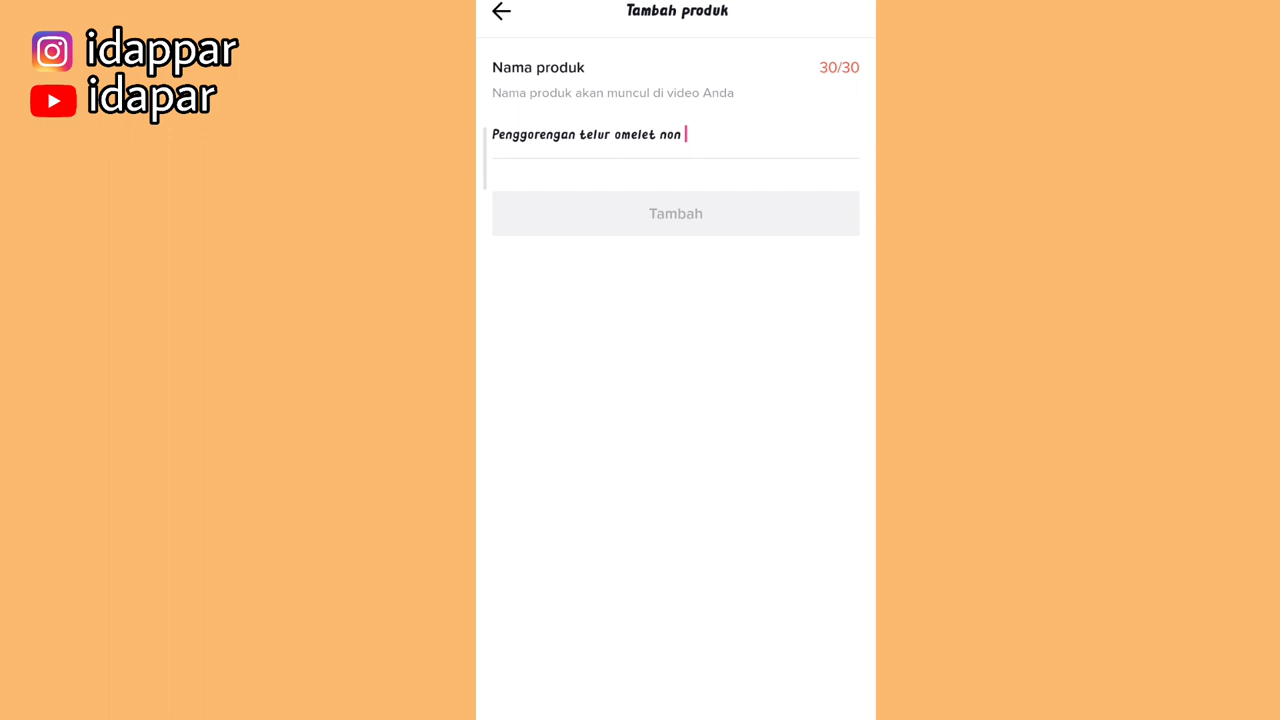 idappar
idapar
Tambah produk
Nama produk
30/30
Nama produk akan muncul di video Anda
Penggorengan telur omelet non
Tambah